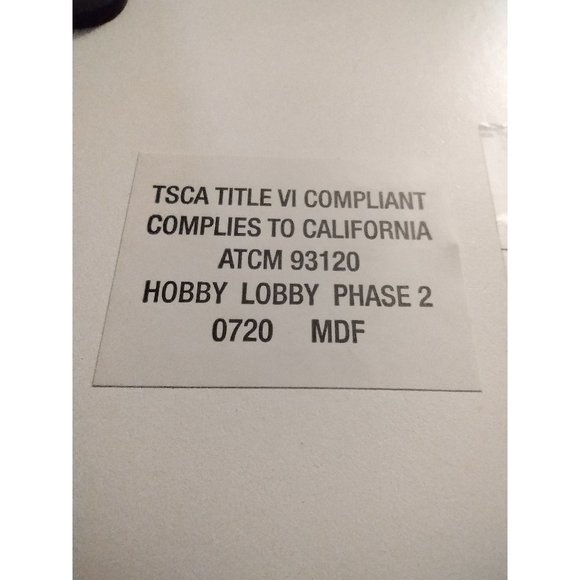 TSCA TITLE VI COMPLIANT
COMPLIES TO CALIFORNIA
ATCM 93120
HOBBY LOBBY PHASE 2
0720 MDF